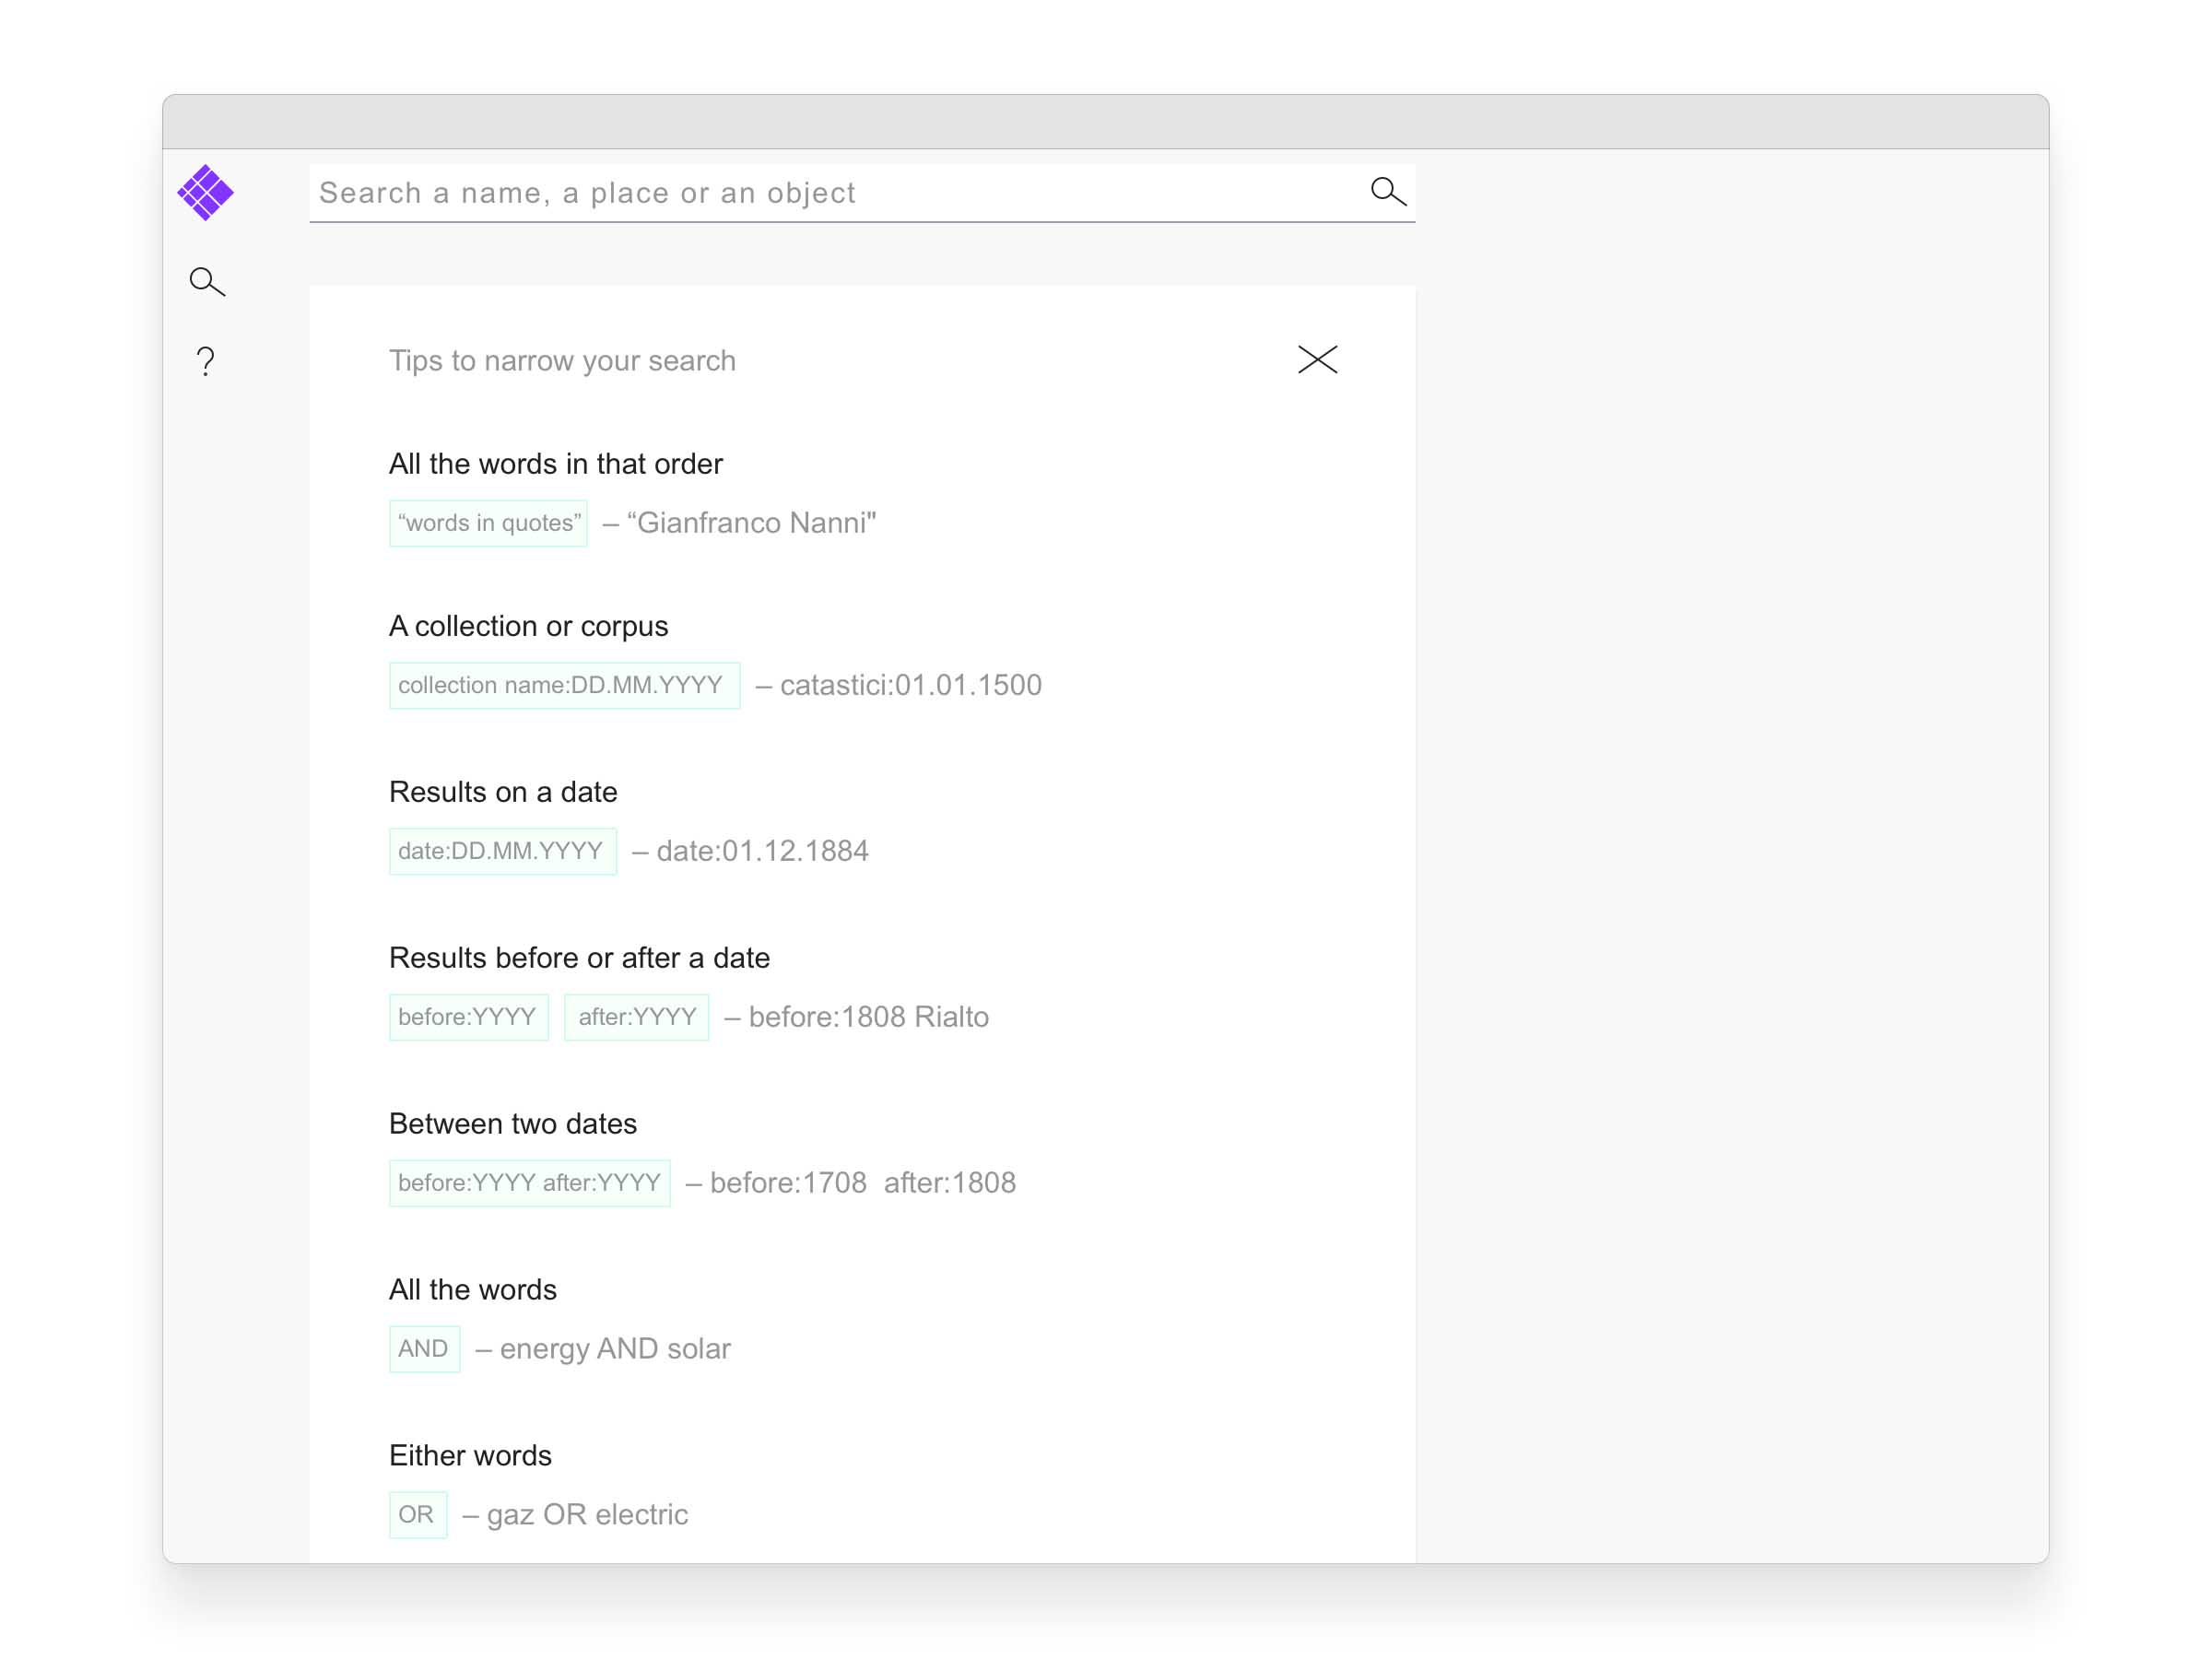 Search a name, a place or an object
?
Tips to narrow your search
All the words in that order
“words in quotes” – “Gianfranco Nanni"
A collection or corpus
collection name:DD.MM.YYYY – catastici:01.01.1500
Results on a date
date:DD.MM.YYYY – date:01.12.1884
Results before or after a date
before:YYYY after:YYYY – before:1808 Rialto
Between two dates
before:YYYY after:YYYY – before:1708  after:1808
All the words
AND – energy AND solar
Either words
OR – gaz OR electric